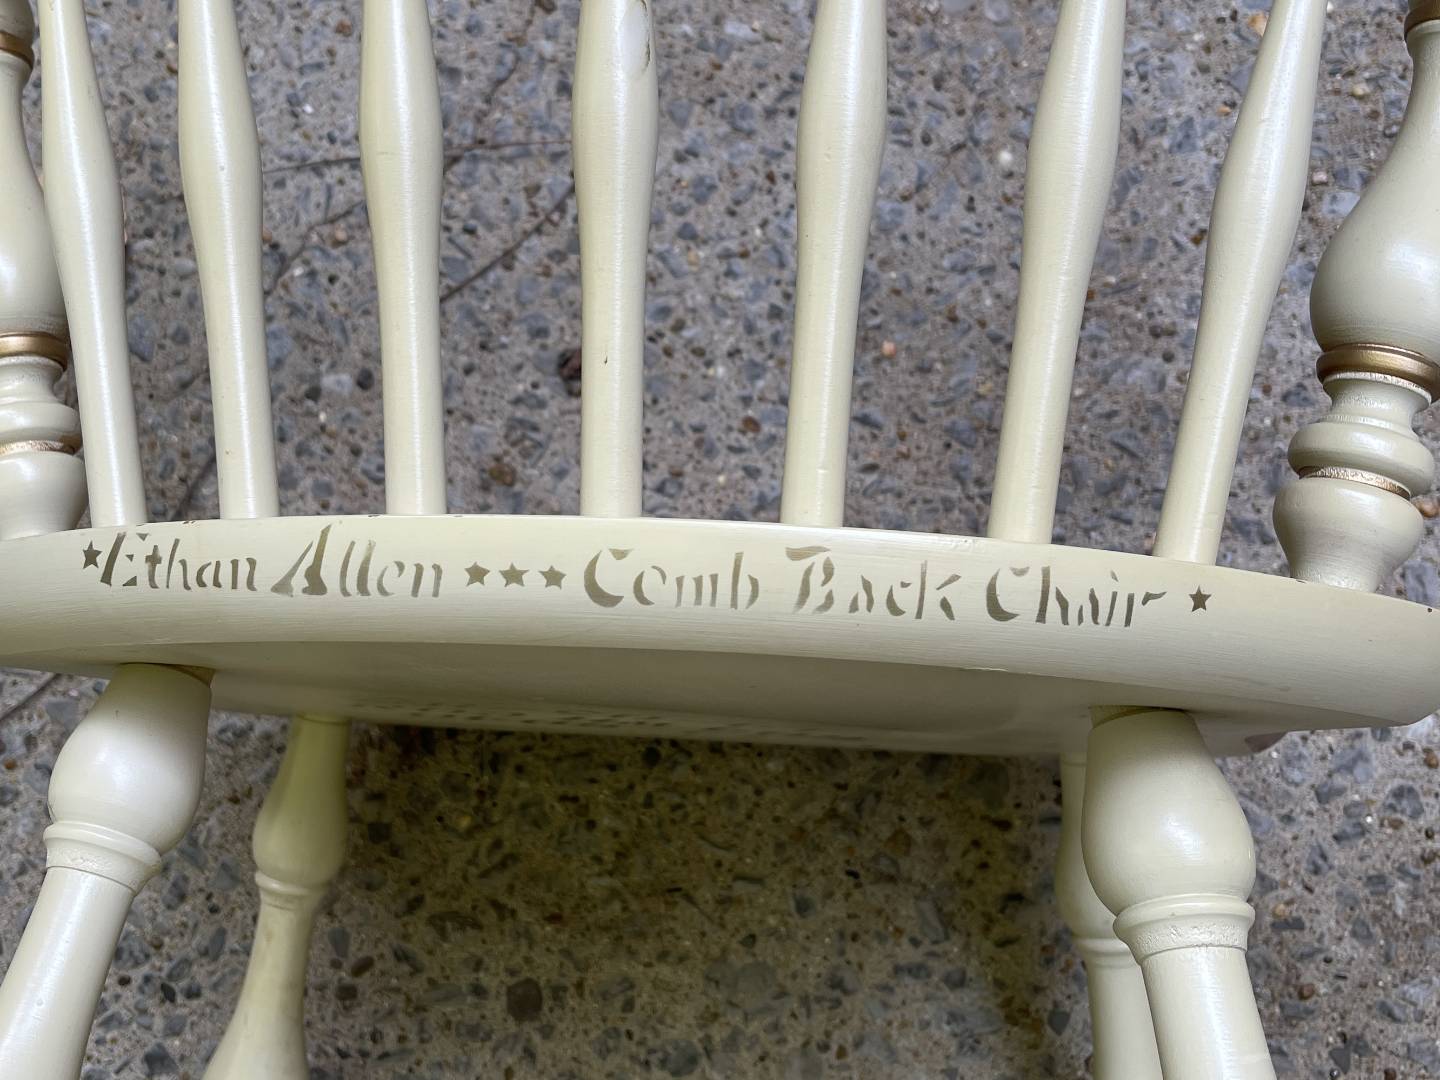 ★Ethan Allen ★★★ Comb Back Chair ★